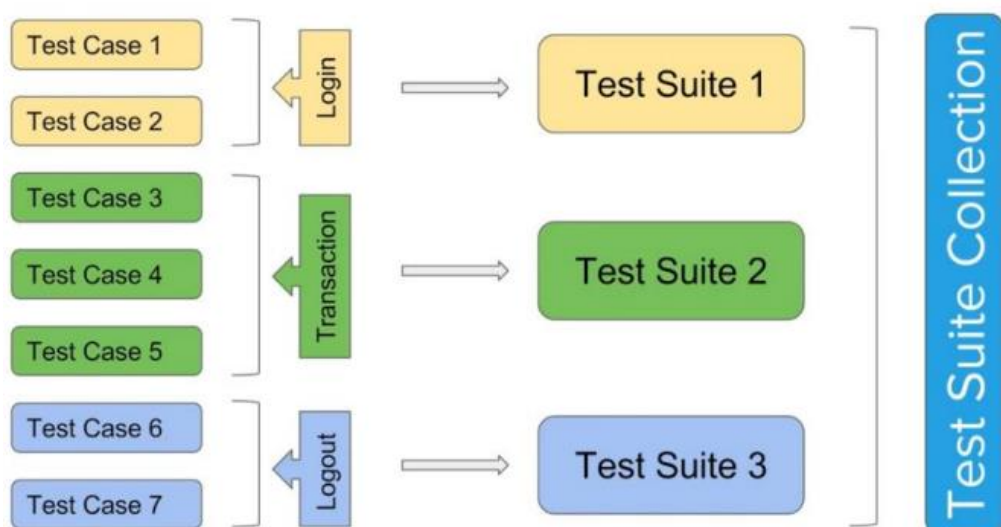 Test Case 1
Test Case 2
Login
Test Suite 1
Test Case 3
Test Case 4
Test Case 5
Transaction
Test Suite 2
Test Case 6
Test Case 7
Logout
Test Suite 3
Test Suite Collection